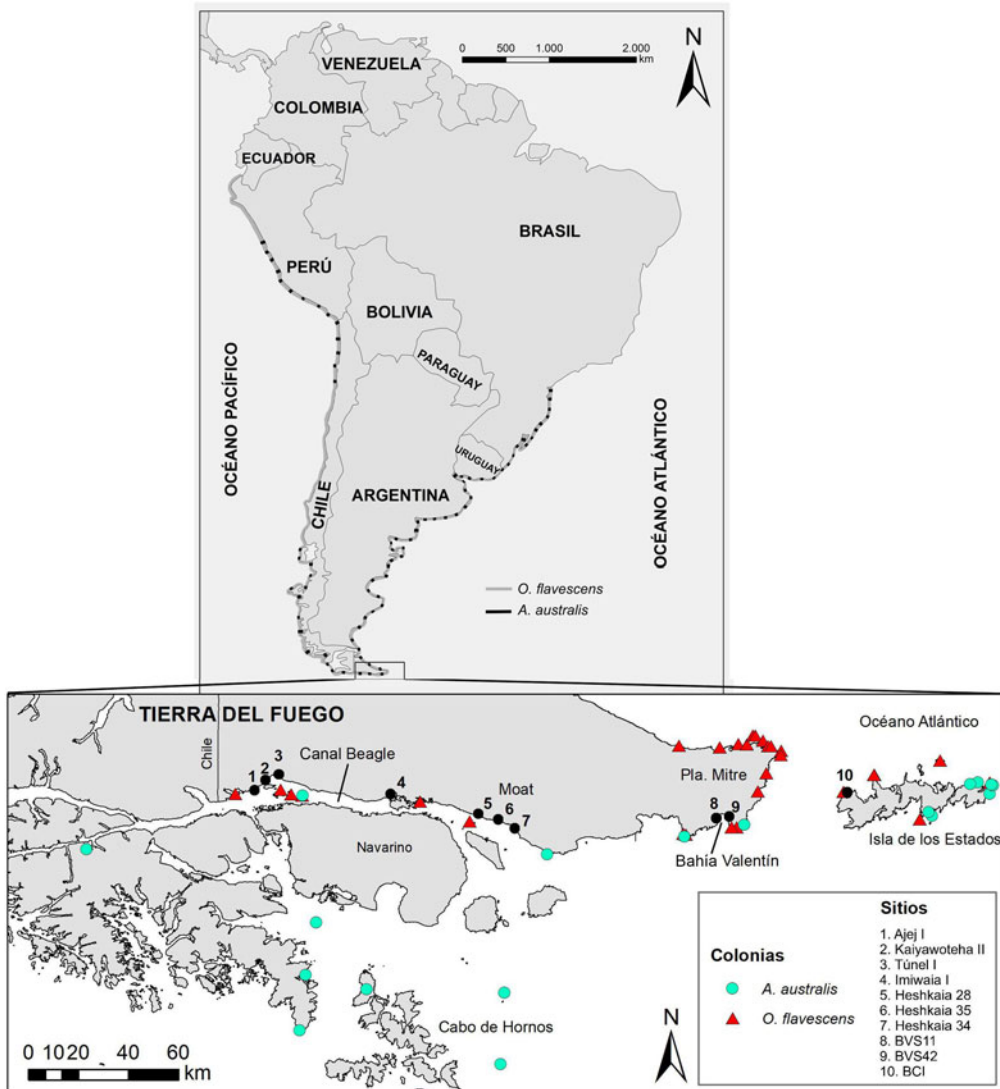 N
0 500 1.000 2.000
km
VENEZUELA
COLOMBIA
ECUADOR
BRASIL
PERÚ
BOLIVIA
PARAGUAY
OCÉANO PACÍFICO
OCÉANO ATLÁNTICO
URUGUAY
CHILE
ARGENTINA
O. flavescens
A. australis
TIERRA DEL FUEGO
Océano Atlántico
Chile
Canal Beagle
1
2
3
4
Moat
5
6
7
Pla. Mitre
8
9
10
Navarino
Bahía Valentín
Isla de los Estados
Cabo de Hornos
0 10 20 40 60
km
N
Colonias
A. australis
O. flavescens
Sitios
1. Ajej I
2. Kaiyawoteha II
3. Túnel I
4. Imiwaia I
5. Heshkaia 28
6. Heshkaia 35
7. Heshkaia 34
8. BVS11
9. BVS42
10. BCI